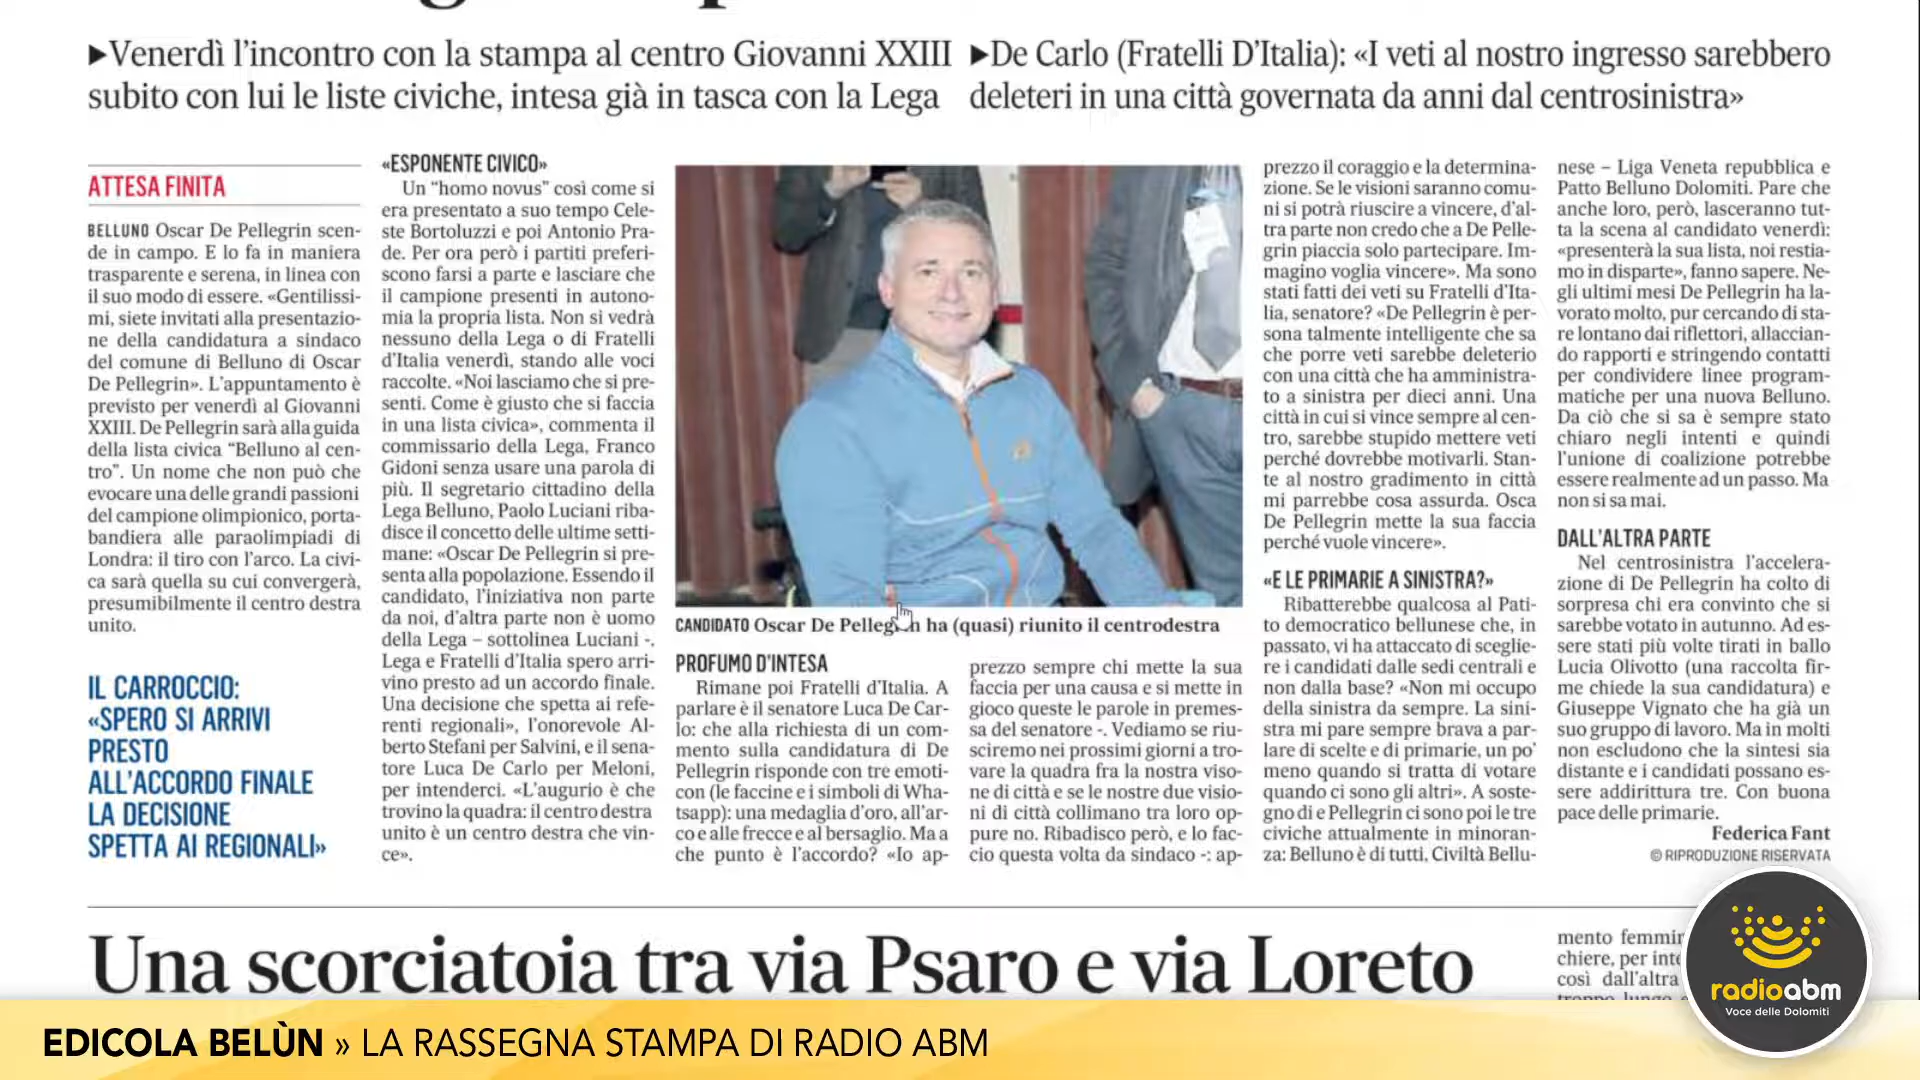 ▶Venerdì l'incontro con la stampa al centro Giovanni XXIII
subito con lui le liste civiche, intesa già in tasca con la Lega
▶De Carlo (Fratelli D'Italia): «I veti al nostro ingresso sarebbero
deleteri in una città governata da anni dal centrosinistra»
ATTESA FINITA
BELLUNO Oscar De Pellegrin scen-
de in campo. E lo fa in maniera
trasparente e serena, in linea con
il suo modo di essere. «Gentilissi-
mi, siete invitati alla presentazio-
ne della candidatura a sindaco
del comune di Belluno di Oscar
De Pellegrin». L'appuntamento è
previsto per venerdì al Giovanni
XXIII. De Pellegrin sarà alla guida
della lista civica "Belluno al cen-
tro". Un nome che non può che
evocare una delle grandi passioni
del campione olimpionico, porta-
bandiera alle paraolimpiadi di
Londra: il tiro con l'arco. La civi-
ca sarà quella su cui convergerà,
presumibilmente il centro destra
unito.
IL CARROCCIO:
«SPERO SI ARRIVI
PRESTO
ALL'ACCORDO FINALE
LA DECISIONE
SPETTA AI REGIONALI»
«ESPONENTE CIVICO»
Un "homo novus" così come si
era presentato a suo tempo Cele-
ste Bortoluzzi e poi Antonio Pra-
de. Per ora però i partiti preferi-
scono farsi a parte e lasciare che
il campione presenti in autono-
mia la propria lista. Non si vedrà
nessuno della Lega o di Fratelli
d'Italia venerdì, stando alle voci
raccolte. «Noi lasciamo che si pre-
senti. Come è giusto che si faccia
in una lista civica», commenta il
commissario della Lega, Franco
Gidoni senza usare una parola di
più. Il segretario cittadino della
Lega Belluno, Paolo Luciani riba-
disce il concetto delle ultime setti-
mane: «Oscar De Pellegrin si pre-
senta alla popolazione. Essendo il
candidato, l'iniziativa non parte
da noi, d'altra parte non è uomo
della Lega – sottolinea Luciani -.
Lega e Fratelli d'Italia spero arri-
vino presto ad un accordo finale.
Una decisione che spetta ai refe-
renti regionali», l'onorevole Al-
berto Stefani per Salvini, e il sena-
tore Luca De Carlo per Meloni,
per intenderci. «L'augurio è che
trovino la quadra: il centro destra
unito è un centro destra che vin-
ce».
CANDIDATO Oscar De Pellegrin ha (quasi) riunito il centrodestra
PROFUMO D'INTESA
Rimane poi Fratelli d'Italia. A
parlare è il senatore Luca De Car-
lo: che alla richiesta di un com-
mento sulla candidatura di De
Pellegrin risponde con tre emoti-
con (le faccine e i simboli di Wha-
tsapp): una medaglia d'oro, all'ar-
co e alle frecce e al bersaglio. Ma a
che punto è l'accordo? «Io ap-
prezzo sempre chi mette la sua
faccia per una causa e si mette in
gioco queste le parole in premes-
sa del senatore -. Vediamo se riu-
sciremo nei prossimi giorni a tro-
vare la quadra fra la nostra viso-
ne di città e se le nostre due visio-
ni di città collimano tra loro op-
pure no. Ribadisco però, e lo fac-
cio questa volta da sindaco -: ap-
prezzo il coraggio e la determina-
zione. Se le visioni saranno comu-
ni si potrà riuscire a vincere, d'al-
tra parte non credo che a De Pelle-
grin piaccia solo partecipare. Im-
magino voglia vincere». Ma sono
stati fatti dei veti su Fratelli d'Ita-
lia, senatore? «De Pellegrin è per-
sona talmente intelligente che sa
che porre veti sarebbe deleterio
con una città che ha amministra-
to a sinistra per dieci anni. Una
città in cui si vince sempre al cen-
tro, sarebbe stupido mettere veti
perché dovrebbe motivarli. Stan-
te al nostro gradimento in città
mi parrebbe cosa assurda. Osca
De Pellegrin mette la sua faccia
perché vuole vincere».
«E LE PRIMARIE A SINISTRA?»
Ribatterebbe qualcosa al Pati-
to democratico bellunese che, in
passato, vi ha attaccato di sceglie-
re i candidati dalle sedi centrali e
non dalla base? «Non mi occupo
della sinistra da sempre. La sini-
stra mi pare sempre brava a par-
lare di scelte e di primarie, un po'
meno quando si tratta di votare
quando ci sono gli altri». A soste-
gno di e Pellegrin ci sono poi le tre
civiche attualmente in minoran-
za: Belluno è di tutti, Civiltà Bellu-
nese – Liga Veneta repubblica e
Patto Belluno Dolomiti. Pare che
anche loro, però, lasceranno tut-
ta la scena al candidato venerdì:
«presenterà la sua lista, noi restia-
mo in disparte», fanno sapere. Ne-
gli ultimi mesi De Pellegrin ha la-
vorato molto, pur cercando di sta-
re lontano dai riflettori, allaccian-
do rapporti e stringendo contatti
per condividere linee program-
matiche per una nuova Belluno.
Da ciò che si sa è sempre stato
chiaro negli intenti e quindi
l'unione di coalizione potrebbe
essere realmente ad un passo. Ma
non si sa mai.
DALL'ALTRA PARTE
Nel centrosinistra l'accelera-
zione di De Pellegrin ha colto di
sorpresa chi era convinto che si
sarebbe votato in autunno. Ad es-
sere stati più volte tirati in ballo
Lucia Olivotto (una raccolta fir-
me chiede la sua candidatura) e
Giuseppe Vignato che ha già un
suo gruppo di lavoro. Ma in molti
non escludono che la sintesi sia
distante e i candidati possano es-
sere addirittura tre. Con buona
pace delle primarie.
Federica Fant
© RIPRODUZIONE RISERVATA
Una scorciatoia tra via Psaro e via Loreto
mento femmin
chiere, per inte
così dall'altra
radioabm
Voce delle Dolomiti
EDICOLA BELÙN » LA RASSEGNA STAMPA DI RADIO ABM